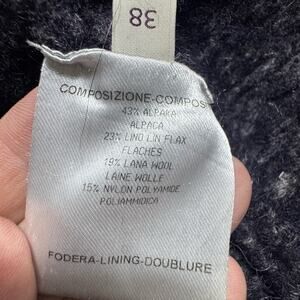 38
COMPOSIZIONE-COMPOS
43% ALPAKA
ALPACA
23% LINO LIN FLAX
FLACHES
19% LANA WOOL
LAINE WOLLE
15% NYLON POLYAMIDE
POLIAMMIDICA
FODERA-LINING-DOUBLURE